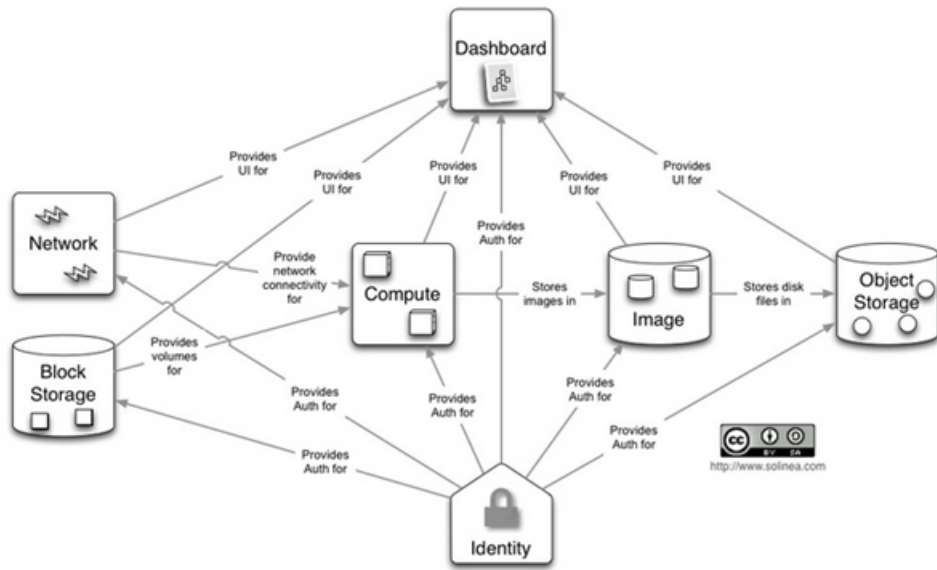 Dashboard
Provides
UI for
Provides
UI for
Provides
UI for
Provides
UI for
Provides
UI for
Provides
Auth for
Network
Provide
network
connectivity
for
Compute
Stores
images in
Image
Stores disk
files in
Object
Storage
Block
Storage
Provides
volumes
for
Provides
Auth for
Provides
Auth for
Provides
Auth for
Provides
Auth for
Provides
Auth for
cc
BY SA
http://www.solinea.com
Identity